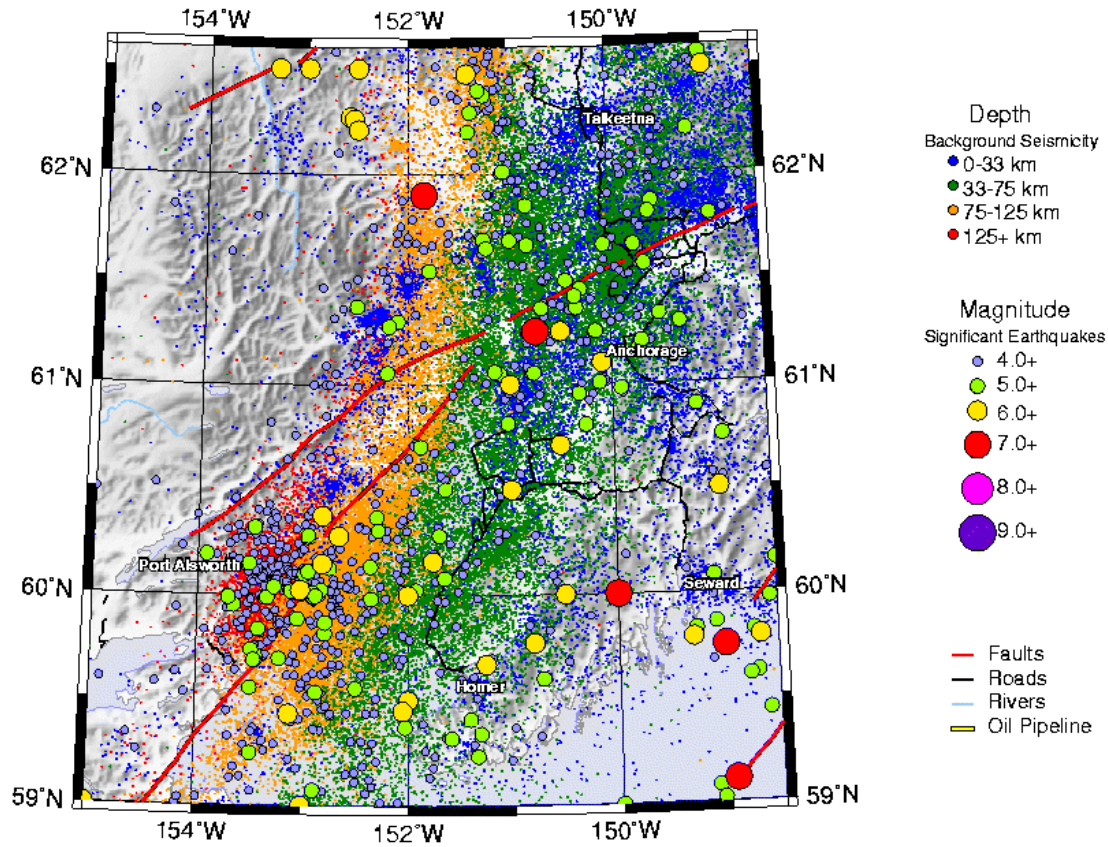 154°W 152°W 150°W
Talkeetna
62°N 62°N
Anchorage
61°N 61°N
Port Alsworth
60°N Seward 60°N
Homer
59°N 59°N
154°W 152°W 150°W
Depth
Background Seismicity
0-33 km
33-75 km
75-125 km
125+ km
Magnitude
Significant Earthquakes
4.0+
5.0+
6.0+
7.0+
8.0+
9.0+
Faults
Roads
Rivers
Oil Pipeline